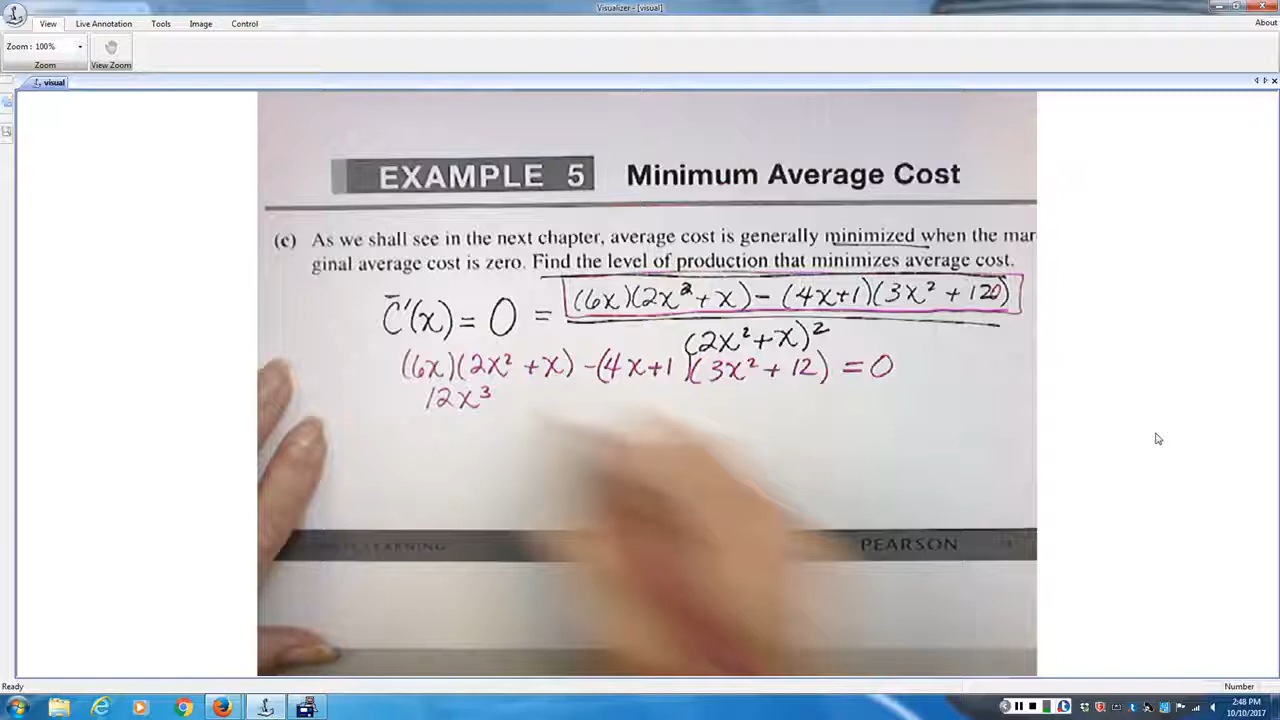 Visualizer - [visual]
View Live Annotation Tools Image Control
About
Zoom : 100%
View Zoom
Zoom
visual
EXAMPLE 5 Minimum Average Cost
(c) As we shall see in the next chapter, average cost is generally minimized when the mar
ginal average cost is zero. Find the level of production that minimizes average cost.
C̄'(x) = 0 = (6x)(2x² + x) - (4x+1)(3x² + 120)
(2x² + x)²
(6x)(2x² + x) - (4x+1)(3x² + 12) = 0
12x³
LEARNING
PEARSON
Ready
Number
2:48 PM
10/10/2017